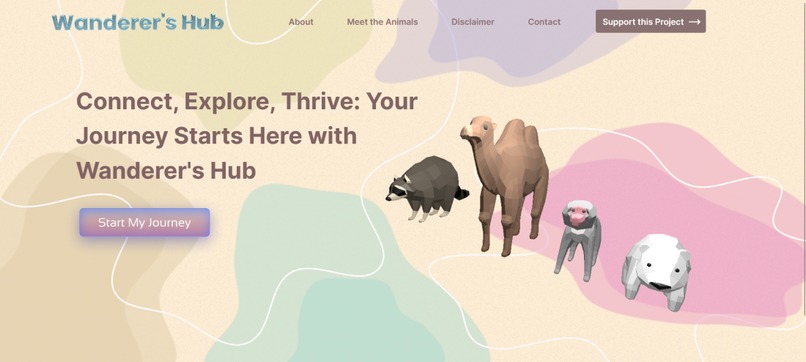 Wanderer's Hub
About
Meet the Animals
Disclaimer
Contact
Support this Project
Connect, Explore, Thrive: Your
Journey Starts Here with
Wanderer's Hub
Start My Journey